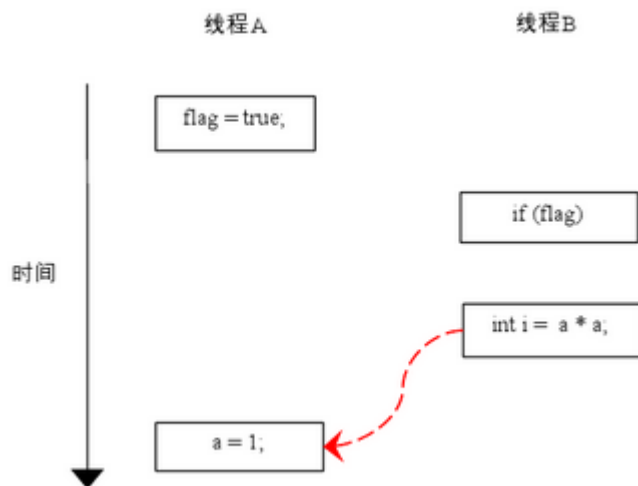 线程A
线程B
flag = true;
if (flag)
时间
int i = a * a;
a = 1;